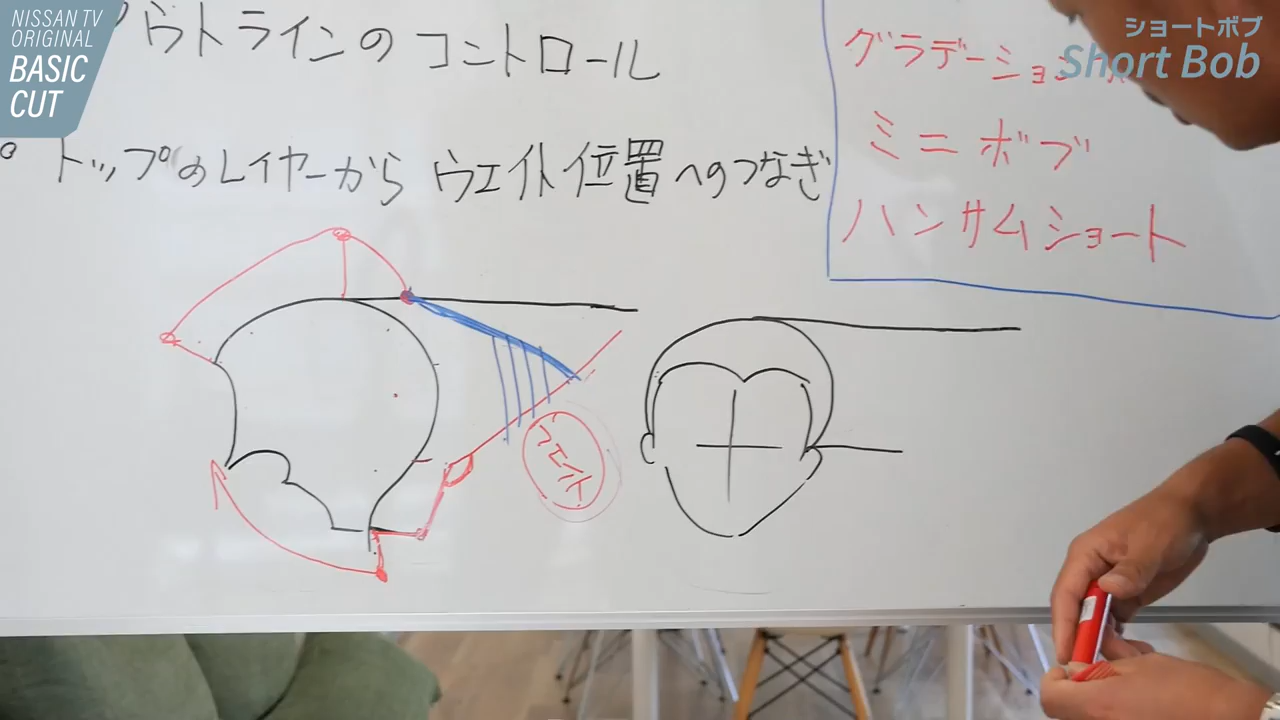 NISSAN TV
ORIGINAL
BASIC
CUT
ショートボブ
Short Bob
ウトラインのコントロール
トップのレイヤーから ウェイト位置へのつなぎ
グラデーション
ミニボブ
ハンサムショート
ウェイト